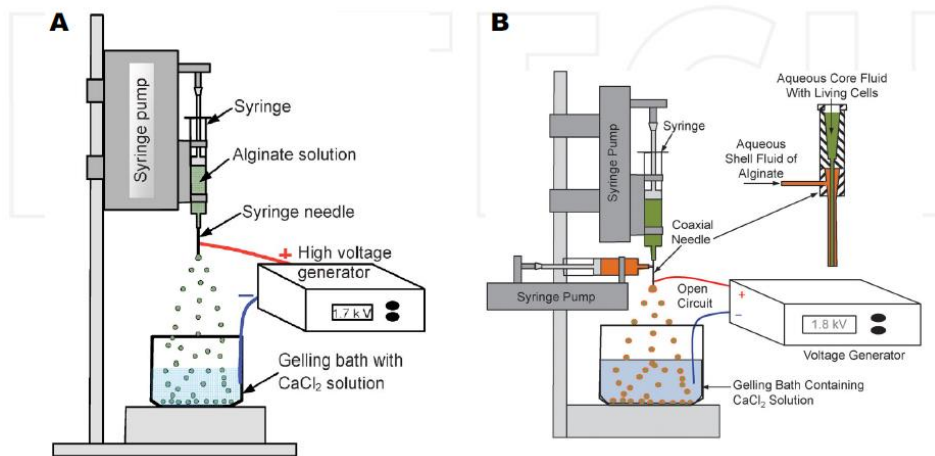 A
Syringe pump
Syringe
Alginate solution
Syringe needle
+
High voltage
generator
−
1.7 kV
Gelling bath with
CaCl₂ solution
B
Aqueous Core Fluid
With Living Cells
Syringe Pump
Syringe
Aqueous
Shell Fluid of
Alginate
Coaxial
Needle
Syringe Pump
Open
Circuit
+
−
1.8 kV
Voltage Generator
Gelling Bath Containing
CaCl₂ Solution